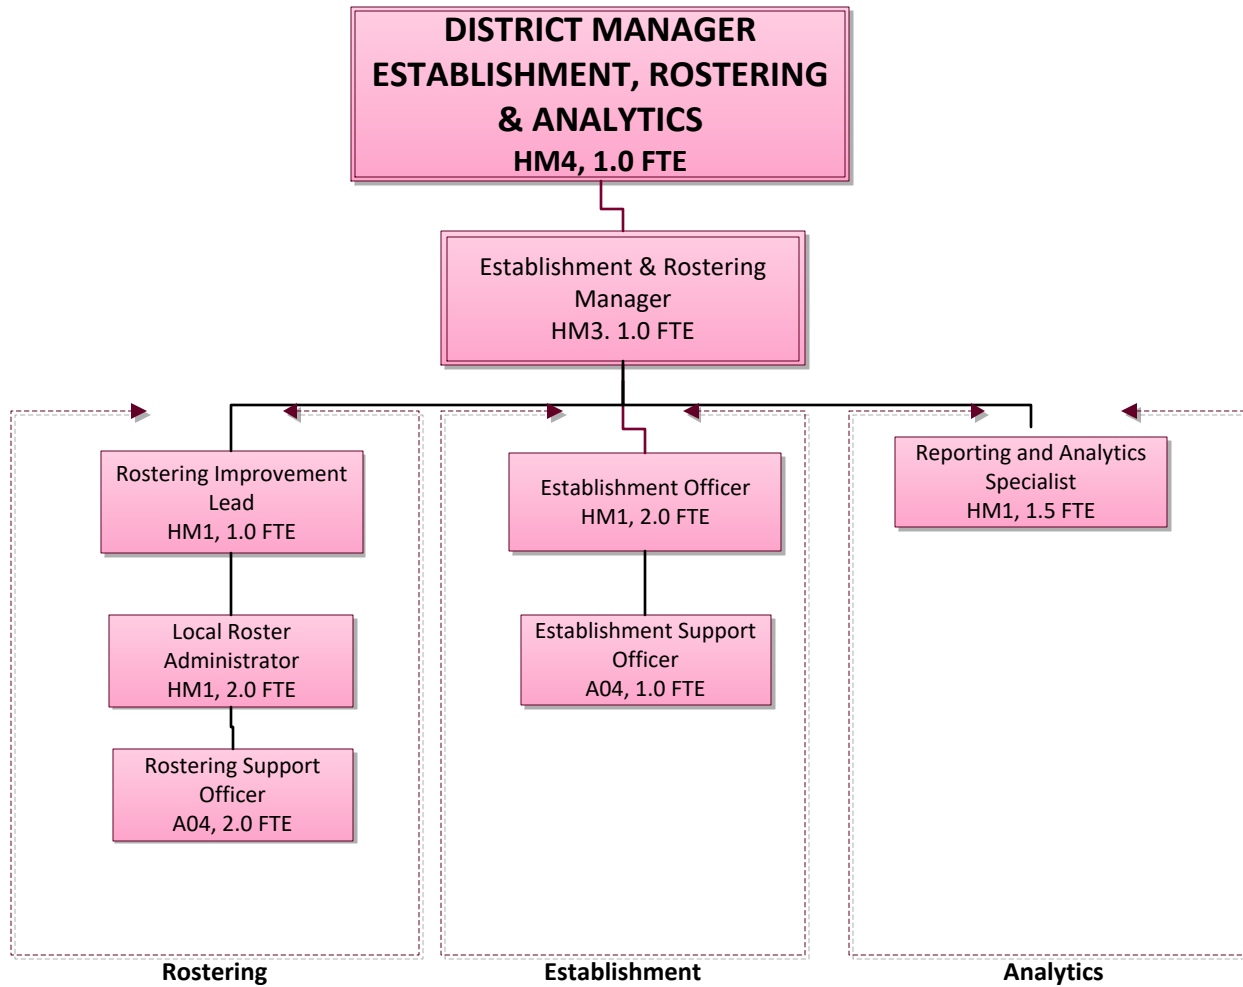 DISTRICT MANAGER
ESTABLISHMENT, ROSTERING
& ANALYTICS
HM4, 1.0 FTE
Establishment & Rostering
Manager
HM3. 1.0 FTE
Rostering Improvement
Lead
HM1, 1.0 FTE
Local Roster
Administrator
HM1, 2.0 FTE
Rostering Support
Officer
A04, 2.0 FTE
Rostering
Establishment Officer
HM1, 2.0 FTE
Establishment Support
Officer
A04, 1.0 FTE
Establishment
Reporting and Analytics
Specialist
HM1, 1.5 FTE
Analytics